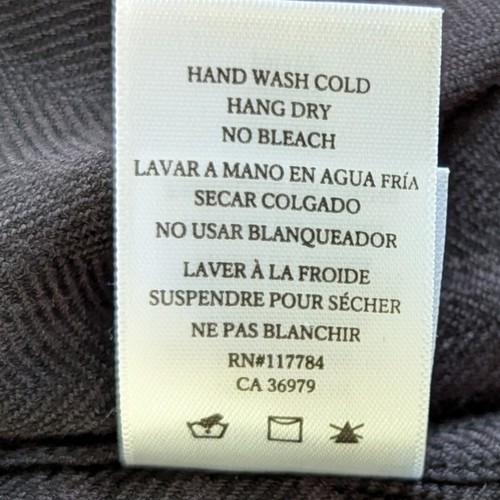 HAND WASH COLD
HANG DRY
NO BLEACH
LAVAR A MANO EN AGUA FRÍA
SECAR COLGADO
NO USAR BLANQUEADOR
LAVER À LA FROIDE
SUSPENDRE POUR SÉCHER
NE PAS BLANCHIR
RN#117784
CA 36979